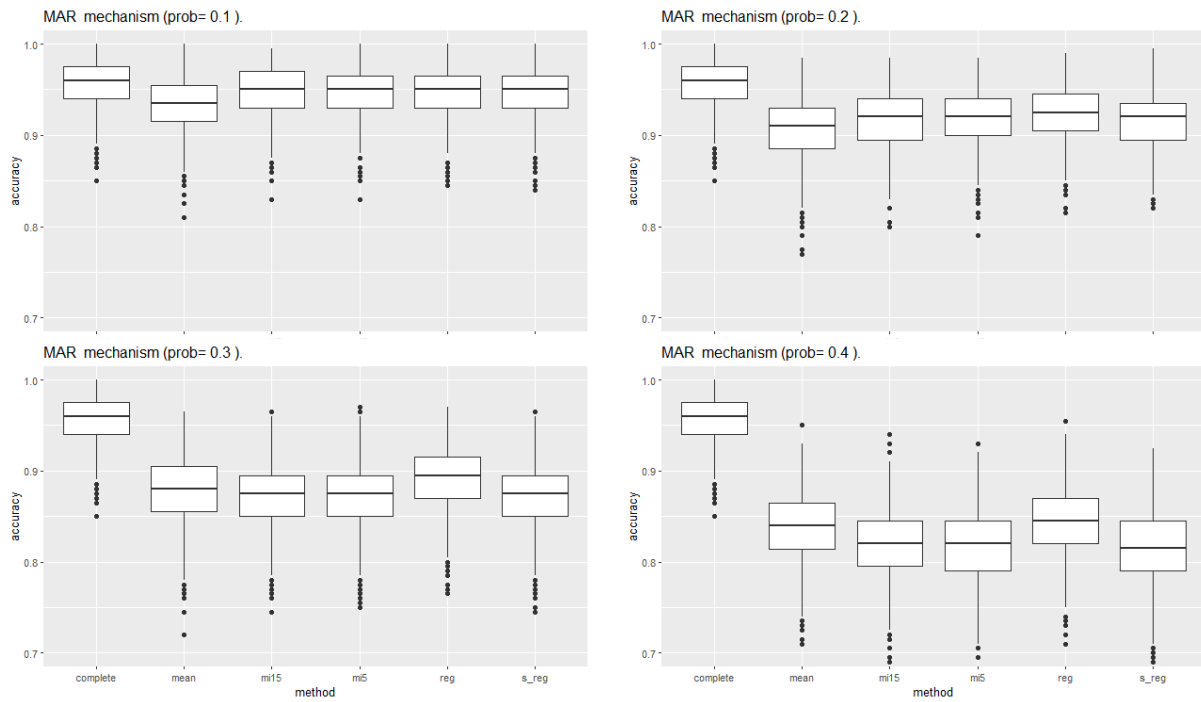 MAR mechanism (prob= 0.1 ).
1.0
0.9
0.8
0.7
accuracy
MAR mechanism (prob= 0.2 ).
1.0
0.9
0.8
0.7
accuracy
MAR mechanism (prob= 0.3 ).
1.0
0.9
0.8
0.7
accuracy
complete mean mi15 mi5 reg s_reg
method
MAR mechanism (prob= 0.4 ).
1.0
0.9
0.8
0.7
accuracy
complete mean mi15 mi5 reg s_reg
method